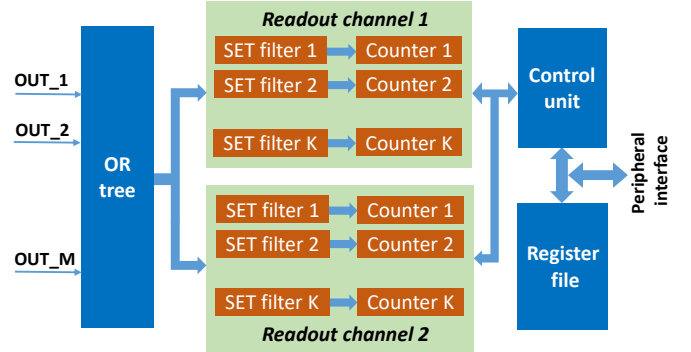 Readout channel 1
SET filter 1
Counter 1
SET filter 2
Counter 2
SET filter K
Counter K
OUT_1
OUT_2
OUT_M
OR
tree
SET filter 1
Counter 1
SET filter 2
Counter 2
SET filter K
Counter K
Readout channel 2
Control
unit
Register
file
Peripheral
interface